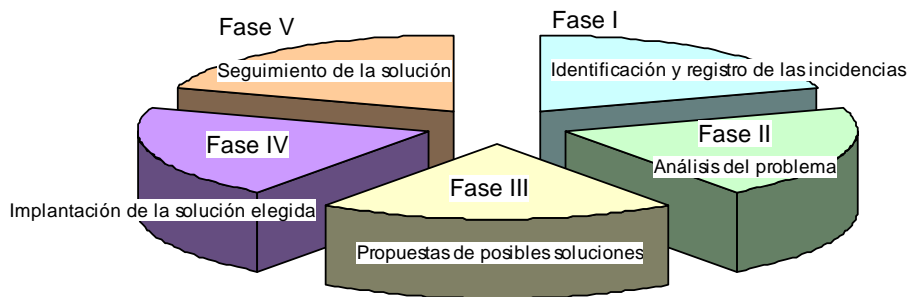 Fase I
Identificación y registro de las incidencias
Fase II
Análisis del problema
Fase III
Propuestas de posibles soluciones
Fase IV
Implantación de la solución elegida
Fase V
Seguimiento de la solución